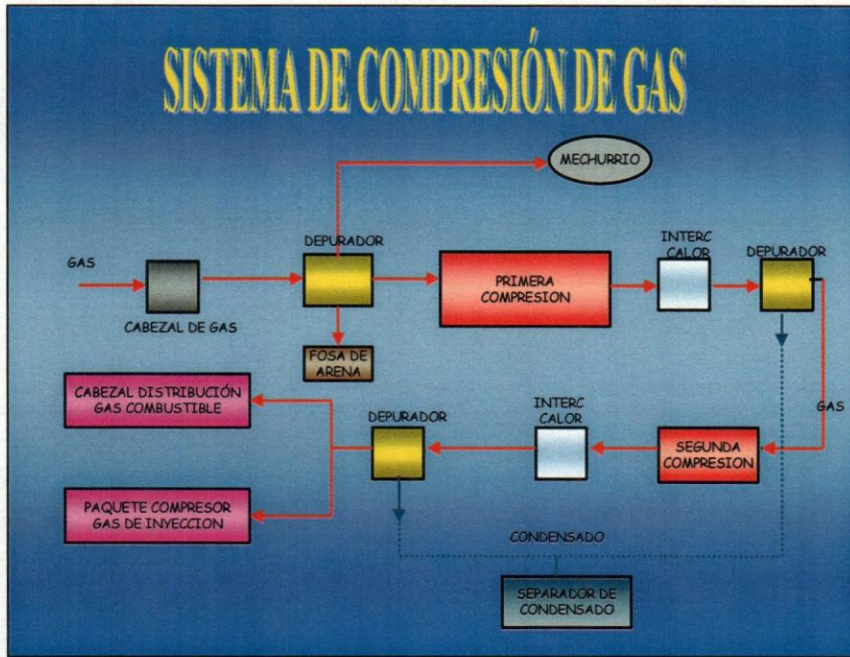 SISTEMA DE COMPRESIÓN DE GAS
MECHURRIO
DEPURADOR
INTERC
CALOR
DEPURADOR
GAS
PRIMERA
COMPRESION
CABEZAL DE GAS
FOSA DE
ARENA
CABEZAL DISTRIBUCIÓN
GAS COMBUSTIBLE
DEPURADOR
INTERC
CALOR
GAS
SEGUNDA
COMPRESION
PAQUETE COMPRESOR
GAS DE INYECCION
CONDENSADO
SEPARADOR DE
CONDENSADO